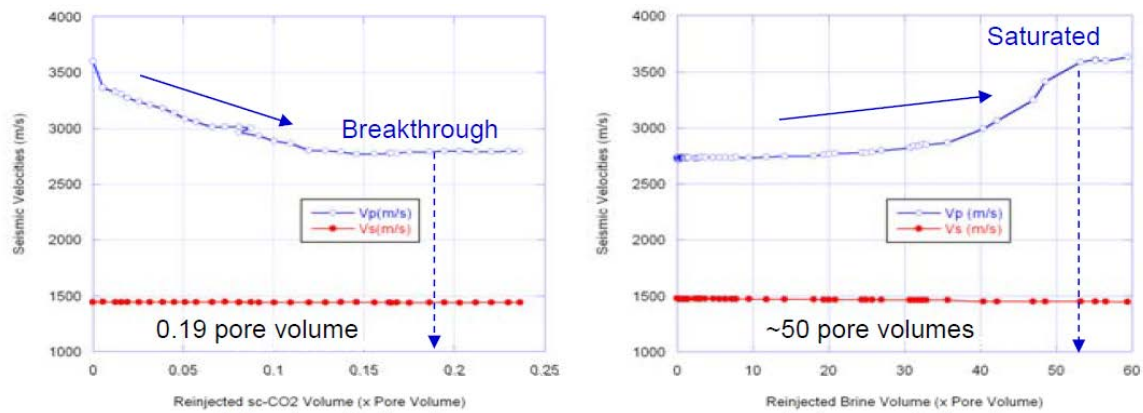 4000
3500
3000
2500
2000
1500
1000
Seismic Velocities (m/s)
Breakthrough
Vp(m/s)
Vs(m/s)
0.19 pore volume
0
0.05
0.1
0.15
0.2
0.25
Reinjected sc-CO2 Volume (x Pore Volume)
4000
3500
3000
2500
2000
1500
1000
Seismic Velocities (m/s)
Saturated
Vp (m/s)
Vs (m/s)
~50 pore volumes
0
10
20
30
40
50
60
Reinjected Brine Volume (x Pore Volume)